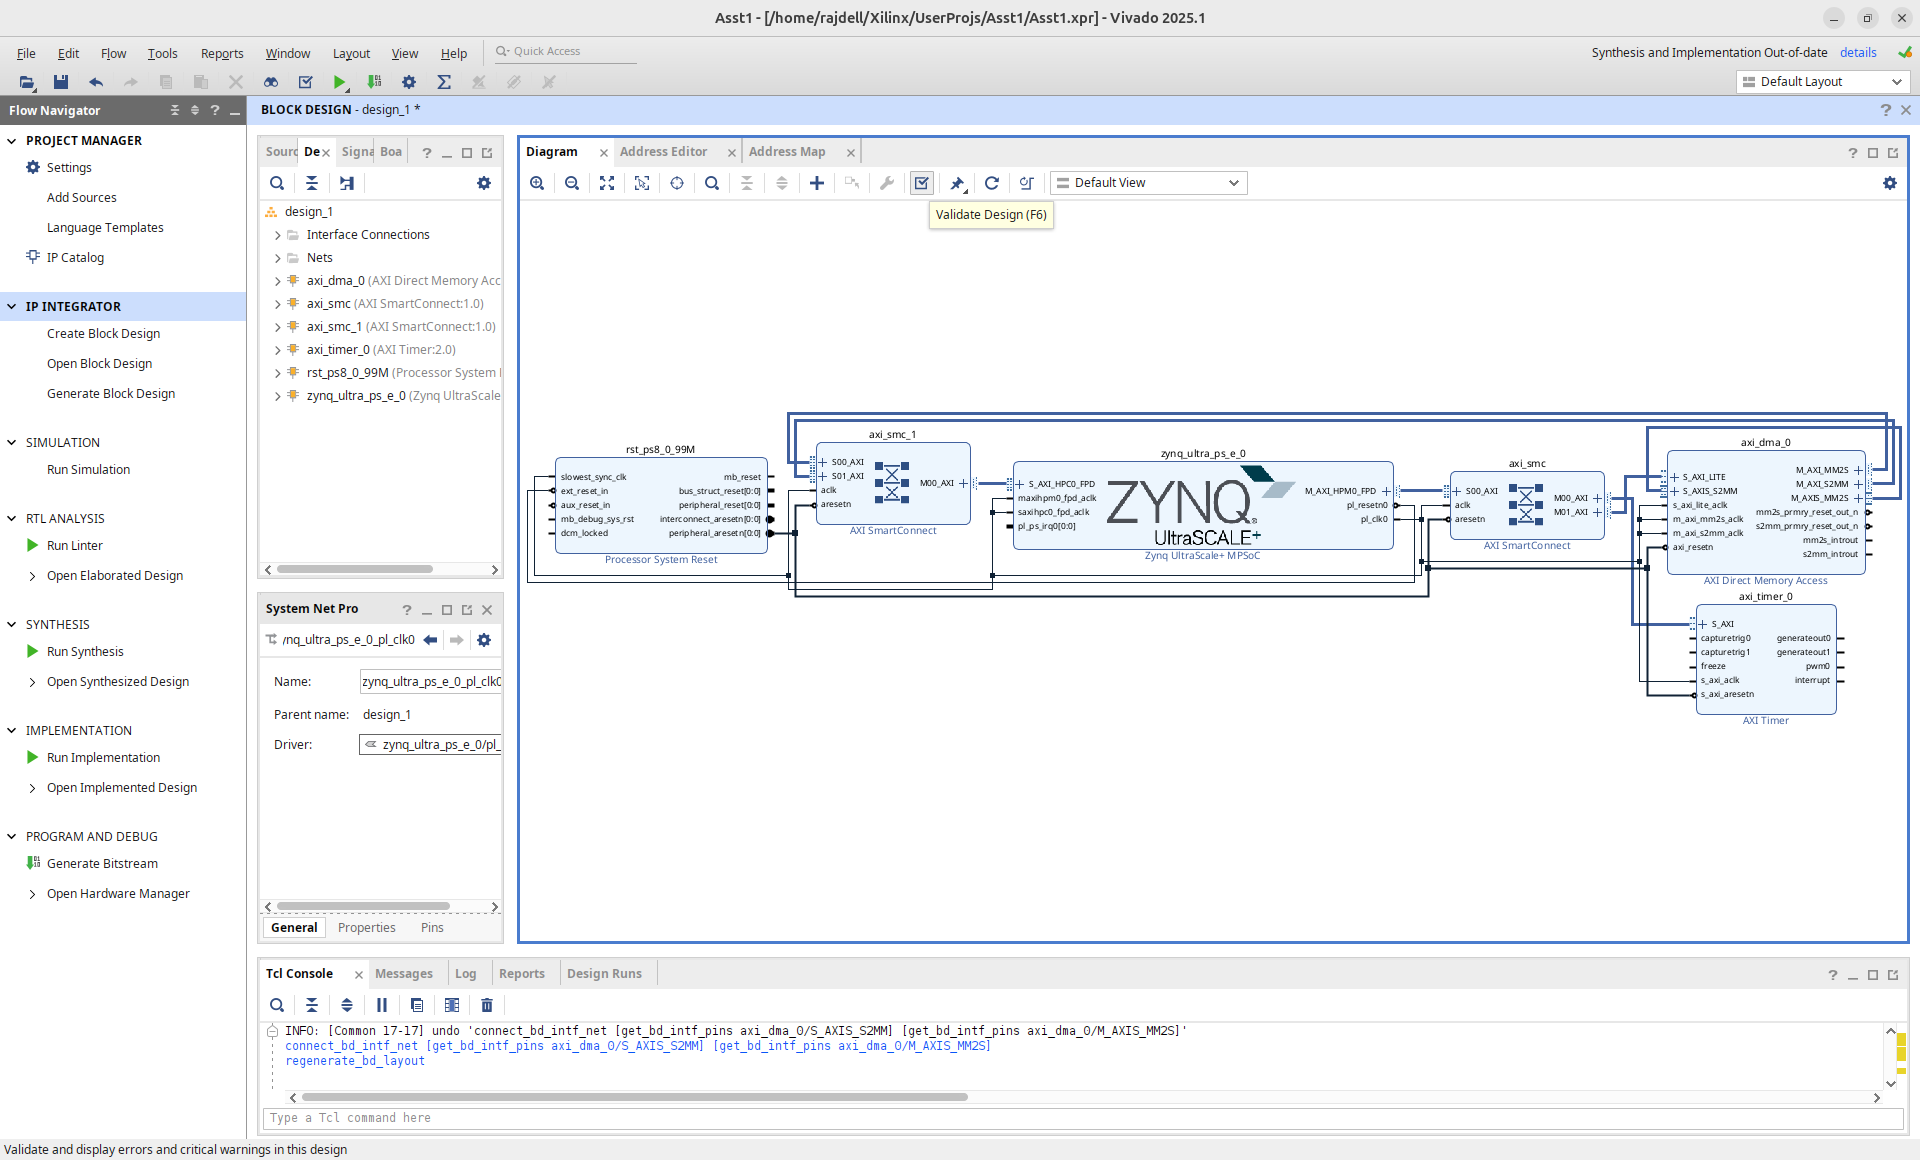 Asst1 - [/home/rajdell/Xilinx/UserProjs/Asst1/Asst1.xpr] - Vivado 2025.1
File Edit Flow Tools Reports Window Layout View Help Quick Access
Synthesis and Implementation Out-of-date details
Default Layout
Flow Navigator
PROJECT MANAGER
Settings
Add Sources
Language Templates
IP Catalog
IP INTEGRATOR
Create Block Design
Open Block Design
Generate Block Design
SIMULATION
Run Simulation
RTL ANALYSIS
Run Linter
Open Elaborated Design
SYNTHESIS
Run Synthesis
Open Synthesized Design
IMPLEMENTATION
Run Implementation
Open Implemented Design
PROGRAM AND DEBUG
Generate Bitstream
Open Hardware Manager
BLOCK DESIGN - design_1 *
Sourc De Signa Boa
design_1
Interface Connections
Nets
axi_dma_0 (AXI Direct Memory Acc
axi_smc (AXI SmartConnect:1.0)
axi_smc_1 (AXI SmartConnect:1.0)
axi_timer_0 (AXI Timer:2.0)
rst_ps8_0_99M (Processor System
zynq_ultra_ps_e_0 (Zynq UltraScale
System Net Pro
ynq_ultra_ps_e_0_pl_clk0
Name: zynq_ultra_ps_e_0_pl_clk0
Parent name: design_1
Driver: zynq_ultra_ps_e_0/pl_
General Properties Pins
Diagram Address Editor Address Map
Default View
Validate Design (F6)
rst_ps8_0_99M
slowest_sync_clk
ext_reset_in
aux_reset_in
mb_debug_sys_rst
dcm_locked
mb_reset
bus_struct_reset[0:0]
peripheral_reset[0:0]
interconnect_aresetn[0:0]
peripheral_aresetn[0:0]
Processor System Reset
axi_smc_1
S00_AXI
S01_AXI
aclk
aresetn
M00_AXI
AXI SmartConnect
zynq_ultra_ps_e_0
S_AXI_HPC0_FPD
maxihpm0_fpd_aclk
saxihpc0_fpd_aclk
pl_ps_irq0[0:0]
ZYNQ
UltraSCALE+
M_AXI_HPM0_FPD
pl_resetn0
pl_clk0
Zynq UltraScale+ MPSoC
axi_smc
S00_AXI
aclk
aresetn
M00_AXI
M01_AXI
AXI SmartConnect
axi_dma_0
S_AXI_LITE
S_AXIS_S2MM
s_axi_lite_aclk
m_axi_mm2s_aclk
m_axi_s2mm_aclk
axi_resetn
M_AXI_MM2S
M_AXI_S2MM
M_AXIS_MM2S
mm2s_prmry_reset_out_n
s2mm_prmry_reset_out_n
mm2s_introut
s2mm_introut
AXI Direct Memory Access
axi_timer_0
S_AXI
capturetrig0
capturetrig1
freeze
s_axi_aclk
s_axi_aresetn
generateout0
generateout1
pwm0
interrupt
AXI Timer
Tcl Console Messages Log Reports Design Runs
INFO: [Common 17-17] undo 'connect_bd_intf_net [get_bd_intf_pins axi_dma_0/S_AXIS_S2MM] [get_bd_intf_pins axi_dma_0/M_AXIS_MM2S]'
connect_bd_intf_net [get_bd_intf_pins axi_dma_0/S_AXIS_S2MM] [get_bd_intf_pins axi_dma_0/M_AXIS_MM2S]
regenerate_bd_layout
Type a Tcl command here
Validate and display errors and critical warnings in this design